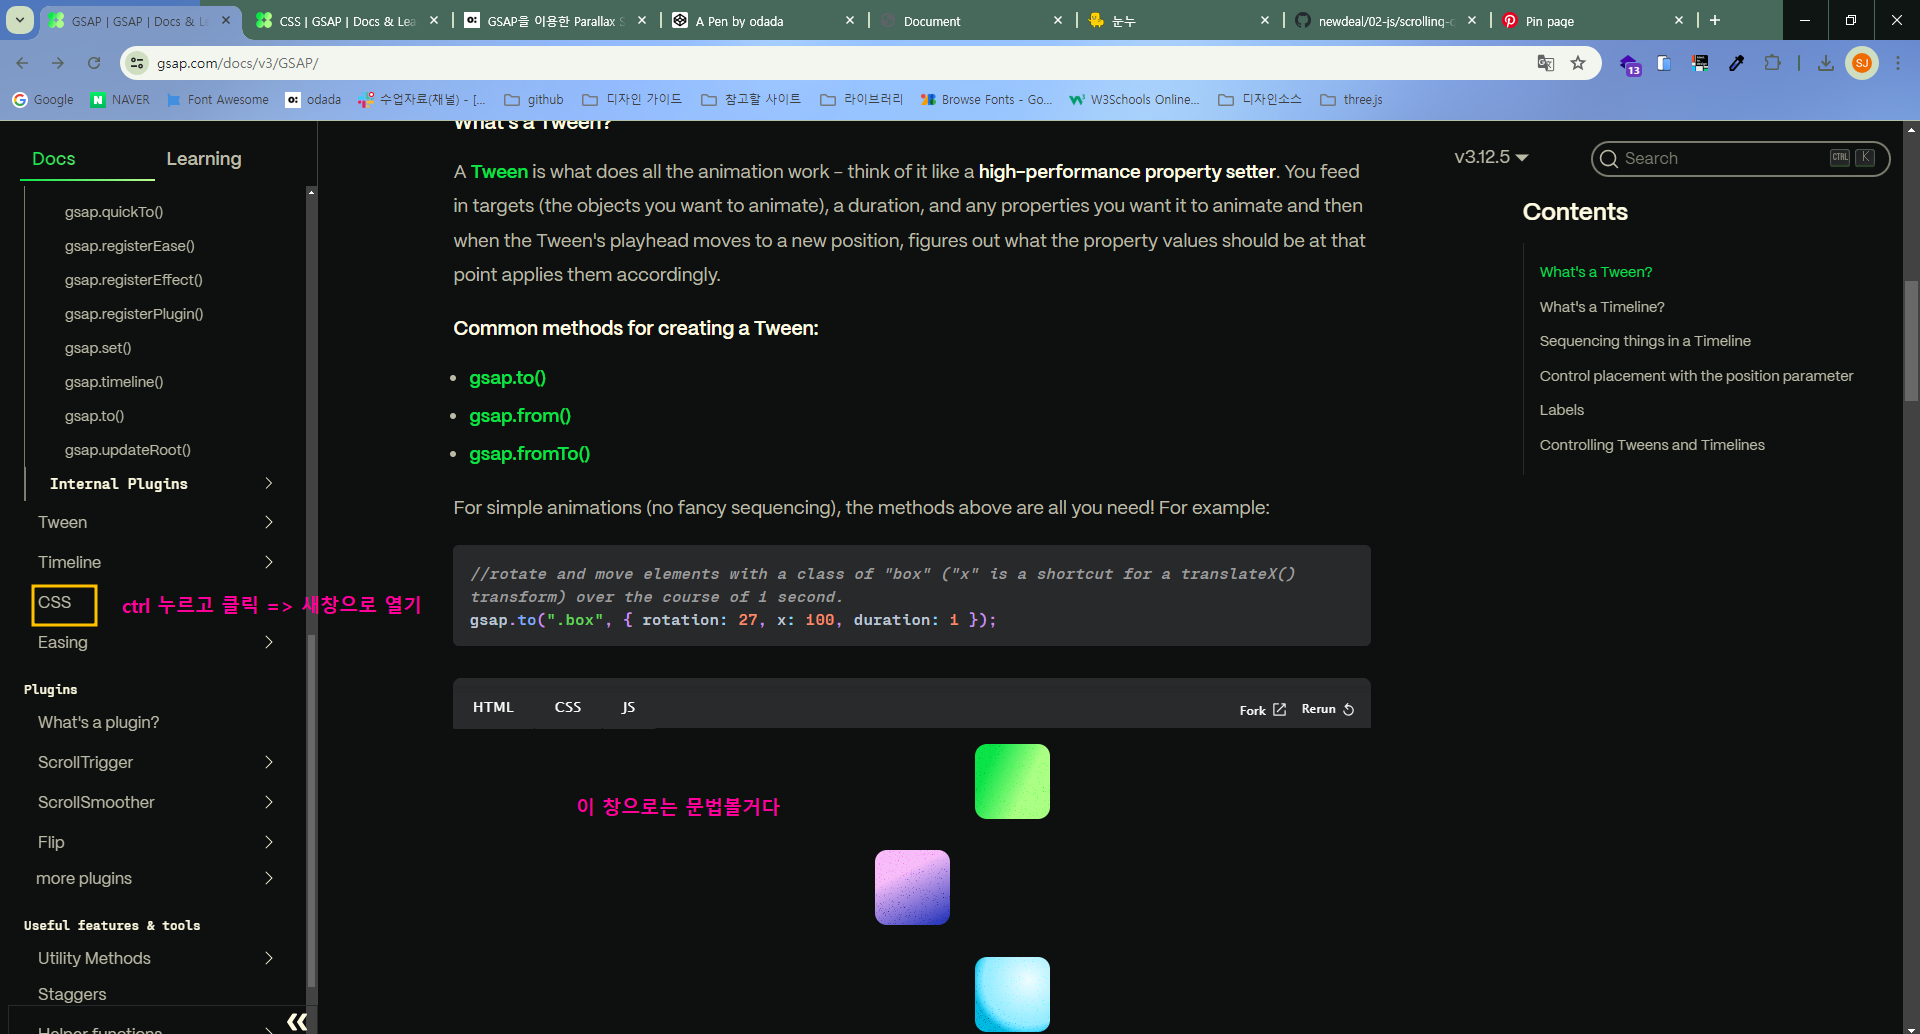 GSAP | GSAP | Docs & Le
CSS | GSAP | Docs & Lea
GSAP을 이용한 Parallax S
A Pen by odada
Document
눈누
newdeal/02-js/scrolling-
Pin page
gsap.com/docs/v3/GSAP/
13
SJ
Google
NAVER
Font Awesome
odada
수업자료(채널) - [...
github
디자인 가이드
참고할 사이트
라이브러리
Browse Fonts - Go...
W3Schools Online...
디자인소스
three.js
Docs
Learning
gsap.quickTo()
gsap.registerEase()
gsap.registerEffect()
gsap.registerPlugin()
gsap.set()
gsap.timeline()
gsap.to()
gsap.updateRoot()
Internal Plugins
Tween
Timeline
CSS
ctrl 누르고 클릭 => 새창으로 열기
Easing
Plugins
What's a plugin?
ScrollTrigger
ScrollSmoother
Flip
more plugins
Useful features & tools
Utility Methods
Staggers
Helper functions
What's a Tween?
A Tween is what does all the animation work - think of it like a high-performance property setter. You feed
in targets (the objects you want to animate), a duration, and any properties you want it to animate and then
when the Tween's playhead moves to a new position, figures out what the property values should be at that
point applies them accordingly.
Common methods for creating a Tween:
gsap.to()
gsap.from()
gsap.fromTo()
For simple animations (no fancy sequencing), the methods above are all you need! For example:
//rotate and move elements with a class of "box" ("x" is a shortcut for a translateX()
transform) over the course of 1 second.
gsap.to(".box", { rotation: 27, x: 100, duration: 1 });
HTML
CSS
JS
Fork
Rerun
이 창으로는 문법볼거다
v3.12.5
Search
CTRL
K
Contents
What's a Tween?
What's a Timeline?
Sequencing things in a Timeline
Control placement with the position parameter
Labels
Controlling Tweens and Timelines